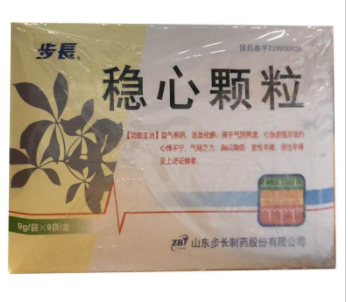 步長®
国药准字Z10950026
稳心颗粒
【功能主治】益气养阴，活血化瘀。用于气阴两虚，心脉瘀阻所致的
心悸不宁，气短乏力，胸闷胸痛，室性早搏，房性早搏
见上述证候者。
9g/袋×9袋/盒
ZBT 山东步长制药股份有限公司